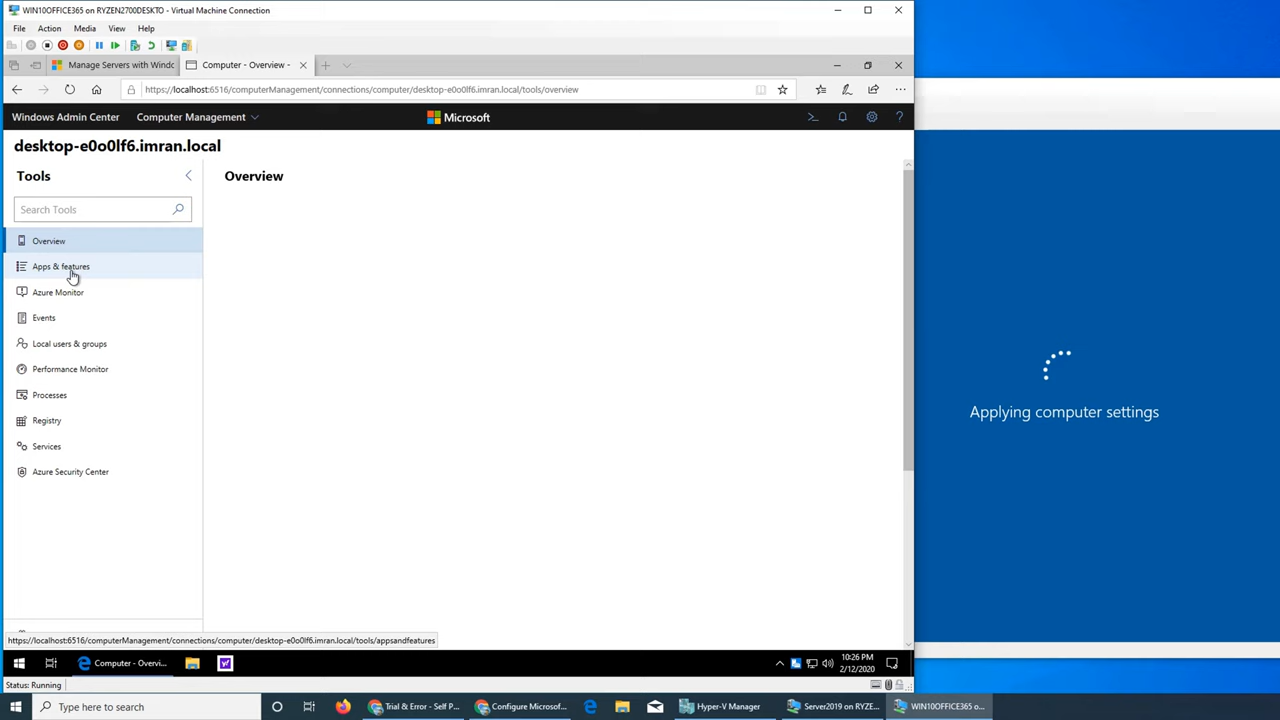 WIN10OFFICE365 on RYZEN2700DESKTO - Virtual Machine Connection
File Action Media View Help
Manage Servers with Windo
Computer - Overview -
https://localhost:6516/computerManagement/connections/computer/desktop-e0o0lf6.imran.local/tools/overview
Windows Admin Center Computer Management Microsoft
desktop-e0o0lf6.imran.local
Tools
Overview
Search Tools
Overview
Apps & features
Azure Monitor
Events
Local users & groups
Performance Monitor
Processes
Registry
Services
Azure Security Center
Applying computer settings
https://localhost:6516/computerManagement/connections/computer/desktop-e0o0lf6.imran.local/tools/appsandfeatures
Computer - Overvi...
10:26 PM
2/12/2020
Status: Running
Type here to search
Trial & Error - Self P...
Configure Microsof...
Hyper-V Manager
Server2019 on RYZE...
WIN10OFFICE365 o...